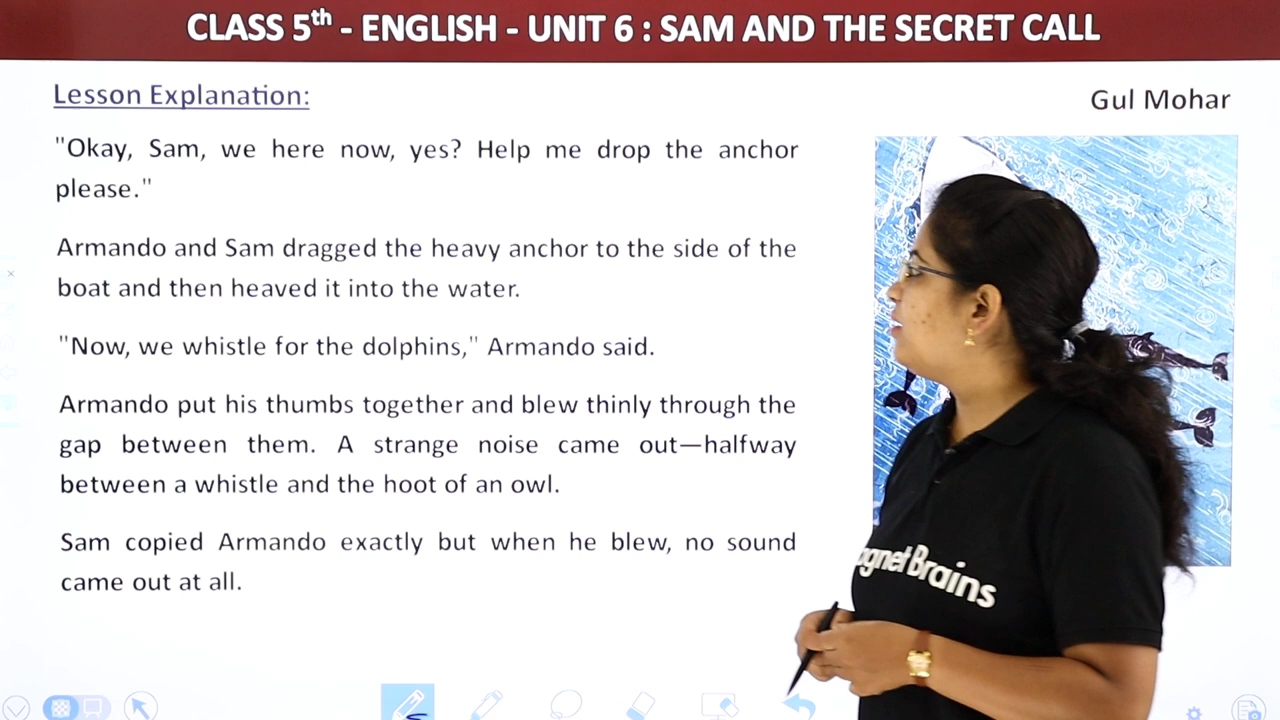 CLASS 5th - ENGLISH - UNIT 6 : SAM AND THE SECRET CALL
Lesson Explanation:
Gul Mohar
"Okay, Sam, we here now, yes? Help me drop the anchor
please."
Armando and Sam dragged the heavy anchor to the side of the
boat and then heaved it into the water.
"Now, we whistle for the dolphins," Armando said.
Armando put his thumbs together and blew thinly through the
gap between them. A strange noise came out—halfway
between a whistle and the hoot of an owl.
Sam copied Armando exactly but when he blew, no sound
came out at all.
Brains